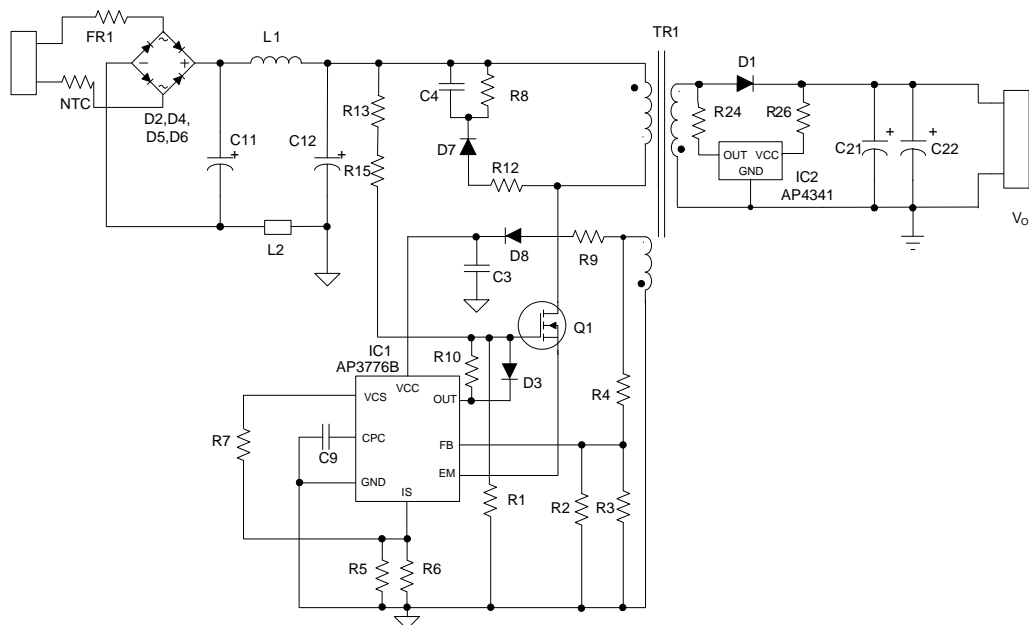 FR1
NTC
D2,D4,
D5,D6
L1
C11
C12
L2
R13
R15
C4
R8
D7
R12
TR1
D1
R24
R26
OUT VCC
GND
IC2
AP4341
C21
C22
VO
D8
R9
C3
Q1
IC1
AP3776B
R10
D3
R4
VCC
VCS
OUT
R7
CPC
C9
FB
EM
GND
IS
R1
R2
R3
R5
R6
+
+
+
+
+
-
~
~